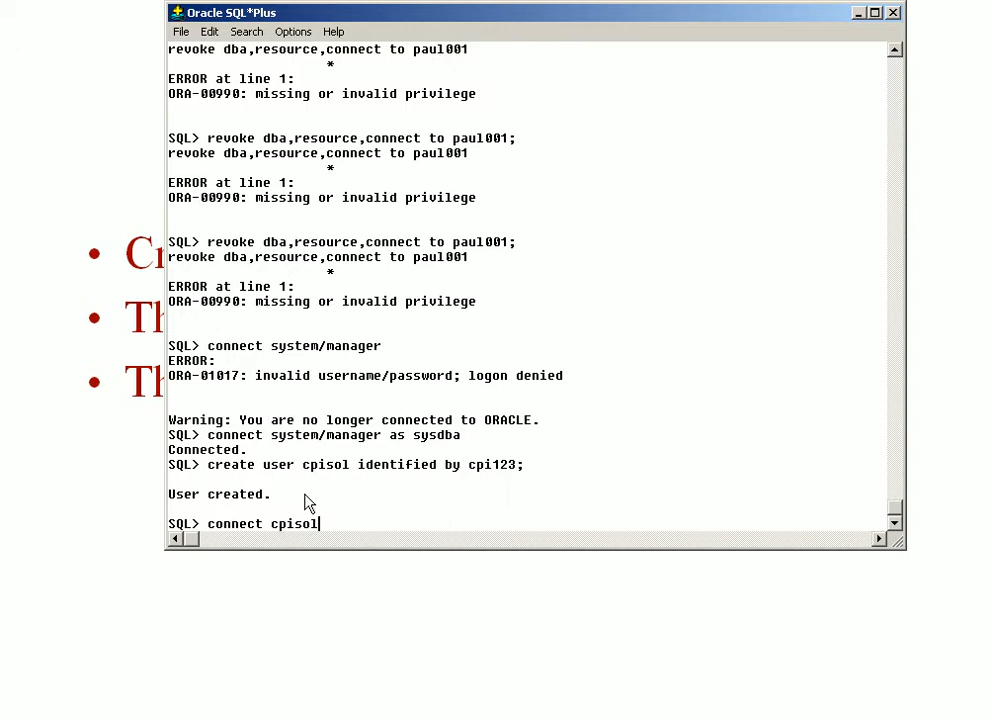 Oracle SQL*Plus
File Edit Search Options Help
revoke dba,resource,connect to paul001
*
ERROR at line 1:
ORA-00990: missing or invalid privilege
SQL> revoke dba,resource,connect to paul001;
revoke dba,resource,connect to paul001
*
ERROR at line 1:
ORA-00990: missing or invalid privilege
SQL> revoke dba,resource,connect to paul001;
revoke dba,resource,connect to paul001
*
ERROR at line 1:
ORA-00990: missing or invalid privilege
SQL> connect system/manager
ERROR:
ORA-01017: invalid username/password; logon denied
Warning: You are no longer connected to ORACLE.
SQL> connect system/manager as sysdba
Connected.
SQL> create user cpisol identified by cpi123;
User created.
SQL> connect cpisol
• Cr
• Th
• Th